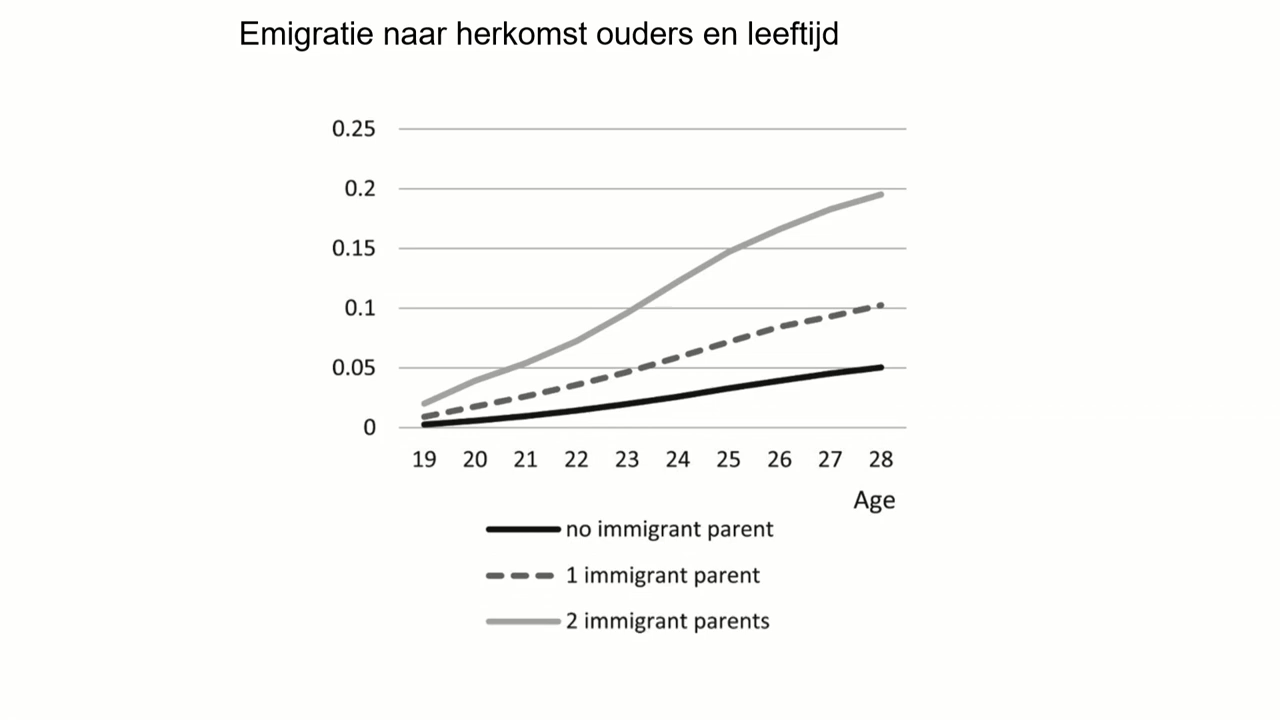 Emigratie naar herkomst ouders en leeftijd
0.25
0.2
0.15
0.1
0.05
0
19 20 21 22 23 24 25 26 27 28
Age
no immigrant parent
1 immigrant parent
2 immigrant parents